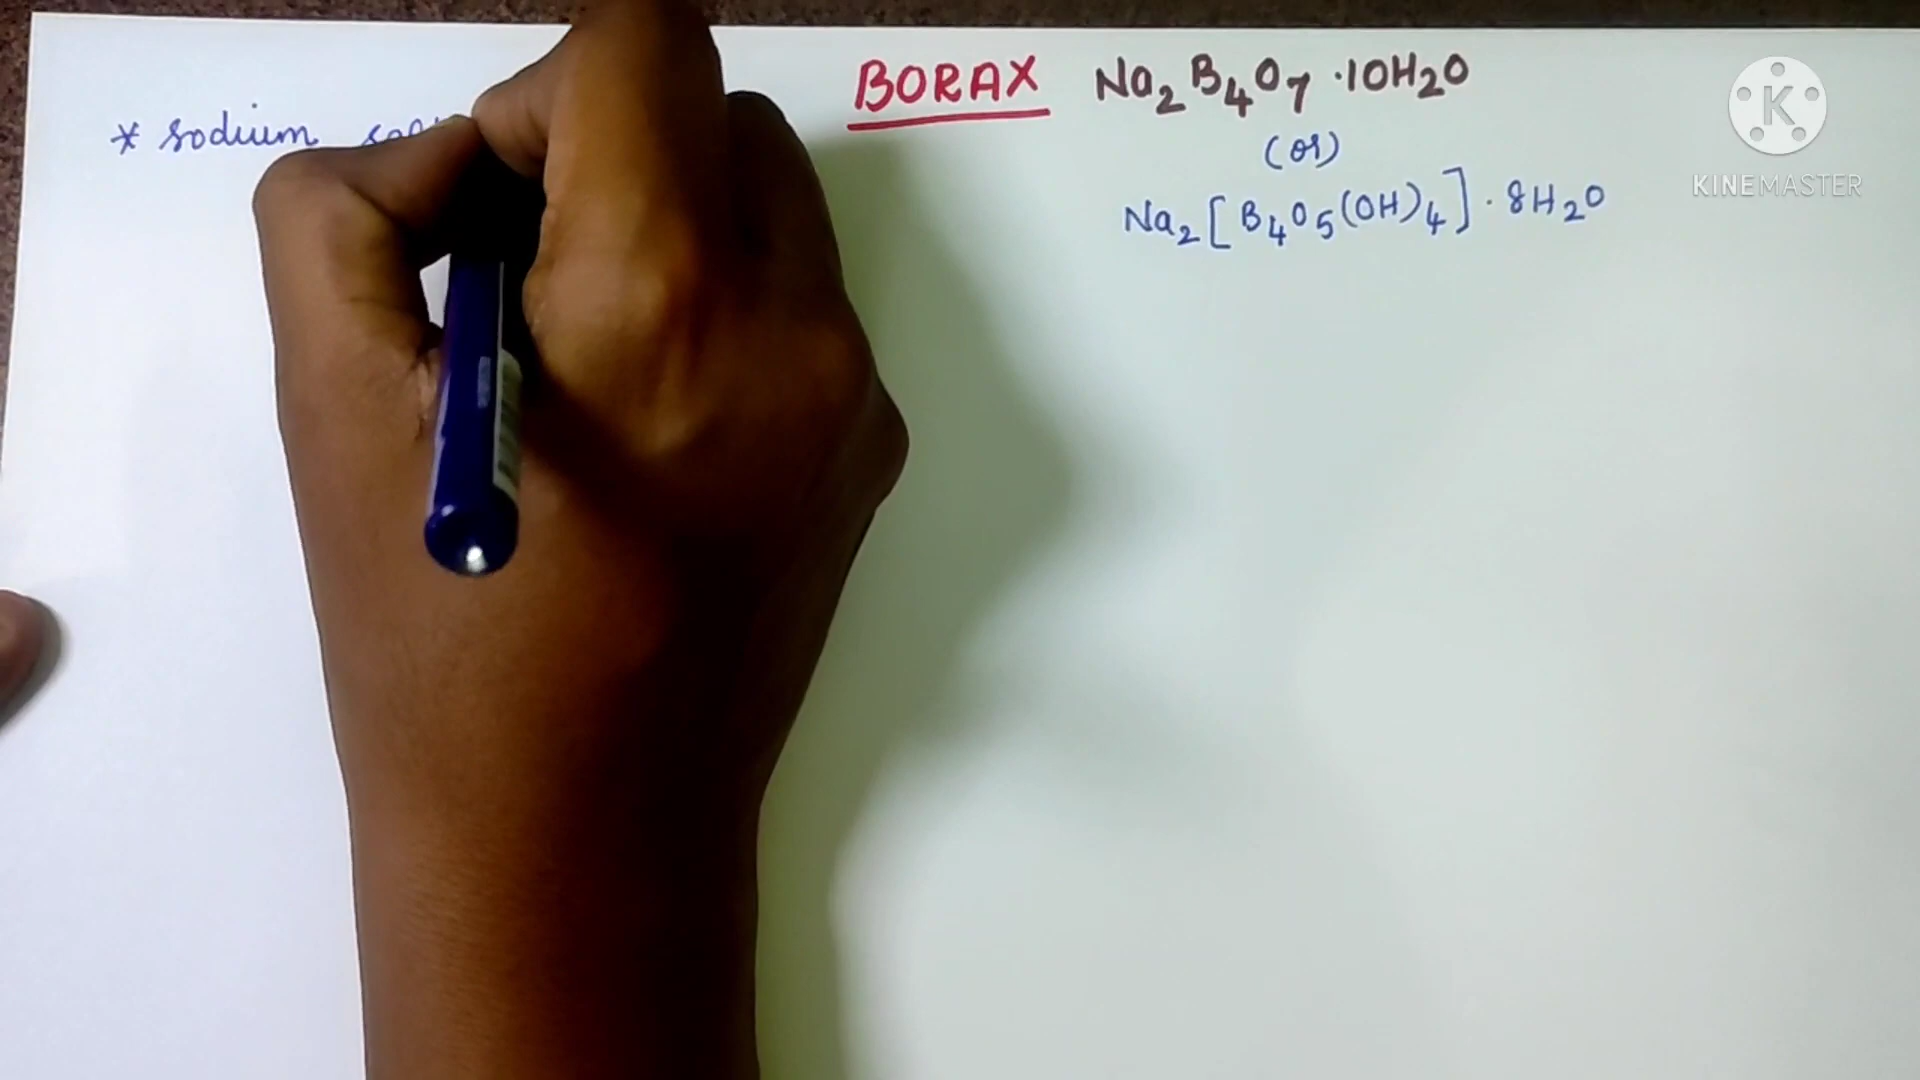 BORAX Na₂B₄O₇ ·10H₂O
* sodium
(or)
Na₂[B₄O₅(OH)₄]·8H₂O
K
KINEMASTER